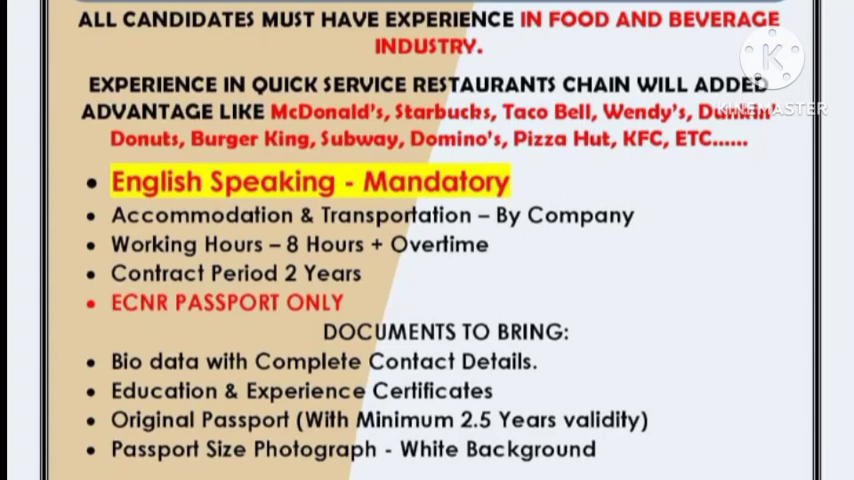 ALL CANDIDATES MUST HAVE EXPERIENCE IN FOOD AND BEVERAGE
INDUSTRY.
EXPERIENCE IN QUICK SERVICE RESTAURANTS CHAIN WILL ADDED
ADVANTAGE LIKE McDonald's, Starbucks, Taco Bell, Wendy's, Dunkin
Donuts, Burger King, Subway, Domino's, Pizza Hut, KFC, ETC......
K
KINEMASTER
• English Speaking - Mandatory
• Accommodation & Transportation – By Company
• Working Hours – 8 Hours + Overtime
• Contract Period 2 Years
• ECNR PASSPORT ONLY
DOCUMENTS TO BRING:
• Bio data with Complete Contact Details.
• Education & Experience Certificates
• Original Passport (With Minimum 2.5 Years validity)
• Passport Size Photograph - White Background